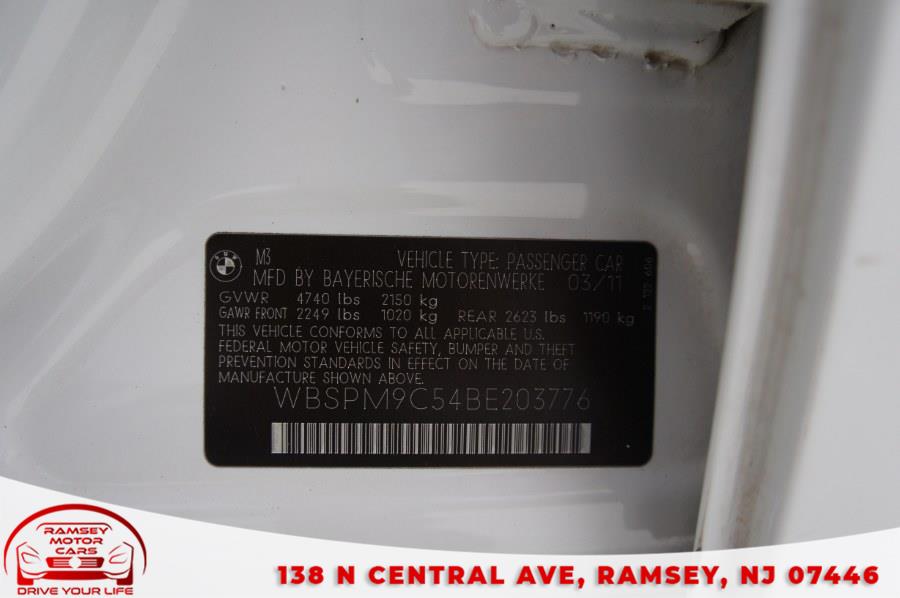 M3 VEHICLE TYPE: PASSENGER CAR
MFD BY BAYERISCHE MOTORENWERKE 03/11
GVWR 4740 lbs 2150 kg
GAWR FRONT 2249 lbs 1020 kg REAR 2623 lbs 1190 kg
THIS VEHICLE CONFORMS TO ALL APPLICABLE U.S.
FEDERAL MOTOR VEHICLE SAFETY, BUMPER AND THEFT
PREVENTION STANDARDS IN EFFECT ON THE DATE OF
MANUFACTURE SHOWN ABOVE.
WBSPM9C54BE203776
RAMSEY
MOTOR
CARS
DRIVE YOUR LIFE
138 N CENTRAL AVE, RAMSEY, NJ 07446